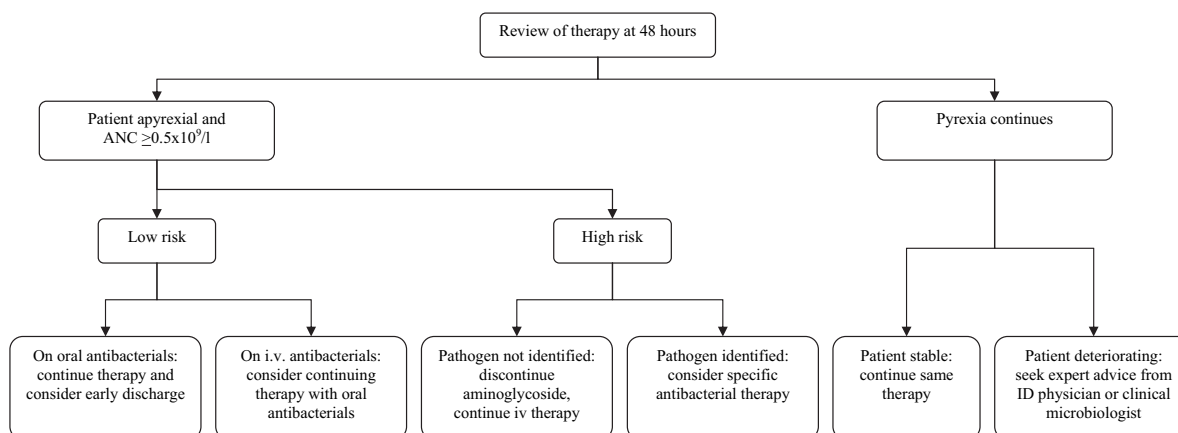 Review of therapy at 48 hours
Patient apyrexial and
ANC ≥0.5x10⁹/l
Pyrexia continues
Low risk
High risk
On oral antibacterials:
continue therapy and
consider early discharge
On i.v. antibacterials:
consider continuing
therapy with oral
antibacterials
Pathogen not identified:
discontinue
aminoglycoside,
continue iv therapy
Pathogen identified:
consider specific
antibacterial therapy
Patient stable:
continue same
therapy
Patient deteriorating:
seek expert advice from
ID physician or clinical
microbiologist